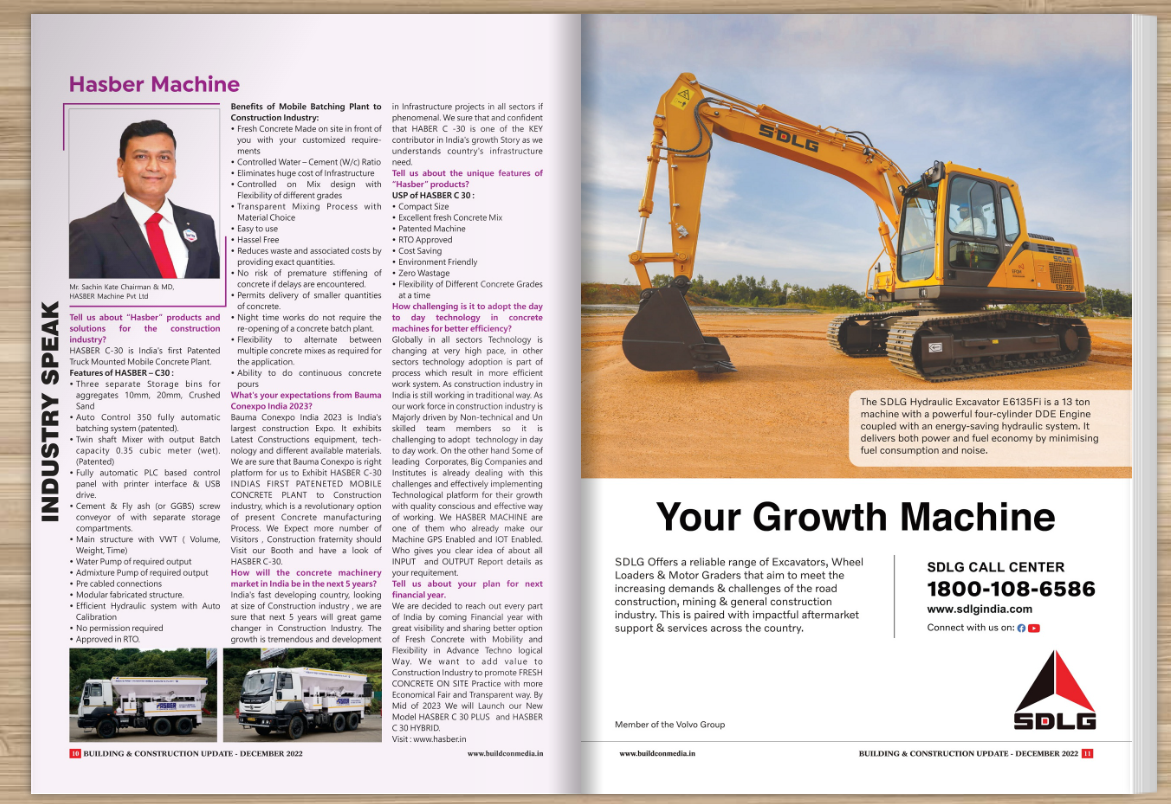 Hasber Machine
Mr. Sachin Kate Chairman & MD,
HASBER Machine Pvt Ltd
INDUSTRY SPEAK
Tell us about "Hasber" products and
solutions for the construction
industry?
HASBER C-30 is India's first Patented
Truck Mounted Mobile Concrete Plant.
Features of HASBER – C30 :
• Three separate Storage bins for
aggregates 10mm, 20mm, Crushed
Sand
• Auto Control 350 fully automatic
batching system (patented).
• Twin shaft Mixer with output Batch
capacity 0.35 cubic meter (wet).
(Patented)
• Fully automatic PLC based control
panel with printer interface & USB
drive.
• Cement & Fly ash (or GGBS) screw
conveyor of with separate storage
compartments.
• Main structure with VWT ( Volume,
Weight, Time)
• Water Pump of required output
• Admixture Pump of required output
• Pre cabled connections
• Modular fabricated structure.
• Efficient Hydraulic system with Auto
Calibration
• No permission required
• Approved in RTO.
Benefits of Mobile Batching Plant to
Construction Industry:
• Fresh Concrete Made on site in front of
you with your customized require-
ments
• Controlled Water – Cement (W/c) Ratio
• Eliminates huge cost of Infrastructure
• Controlled on Mix design with
Flexibility of different grades
• Transparent Mixing Process with
Material Choice
• Easy to use
• Hassel Free
• Reduces waste and associated costs by
providing exact quantities.
• No risk of premature stiffening of
concrete if delays are encountered.
• Permits delivery of smaller quantities
of concrete.
• Night time works do not require the
re-opening of a concrete batch plant.
• Flexibility to alternate between
multiple concrete mixes as required for
the application.
• Ability to do continuous concrete
pours
What's your expectations from Bauma
Conexpo India 2023?
Bauma Conexpo India 2023 is India's
largest construction Expo. It exhibits
Latest Constructions equipment, tech-
nology and different available materials.
We are sure that Bauma Conexpo is right
platform for us to Exhibit HASBER C-30
INDIAS FIRST PATENETED MOBILE
CONCRETE PLANT to Construction
industry, which is a revolutionary option
of present Concrete manufacturing
Process. We Expect more number of
Visitors , Construction fraternity should
Visit our Booth and have a look of
HASBER C-30.
How will the concrete machinery
market in India be in the next 5 years?
India's fast developing country, looking
at size of Construction industry , we are
sure that next 5 years will great game
changer in Construction Industry. The
growth is tremendous and development
in Infrastructure projects in all sectors if
phenomenal. We sure that and confident
that HABER C -30 is one of the KEY
contributor in India's growth Story as we
understands country's infrastructure
need.
Tell us about the unique features of
"Hasber" products?
USP of HASBER C 30 :
• Compact Size
• Excellent fresh Concrete Mix
• Patented Machine
• RTO Approved
• Cost Saving
• Environment Friendly
• Zero Wastage
• Flexibility of Different Concrete Grades
at a time
How challenging is it to adopt the day
to day technology in concrete
machines for better efficiency?
Globally in all sectors Technology is
changing at very high pace, in other
sectors technology adoption is part of
process which result in more efficient
work system. As construction industry in
India is still working in traditional way. As
our work force in construction industry is
Majorly driven by Non-technical and Un
skilled team members so it is
challenging to adopt technology in day
to day work. On the other hand Some of
leading Corporates, Big Companies and
Institutes is already dealing with this
challenges and effectively implementing
Technological platform for their growth
with quality conscious and effective way
of working. We HASBER MACHINE are
one of them who already make our
Machine GPS Enabled and IOT Enabled.
Who gives you clear idea of about all
INPUT and OUTPUT Report details as
your requitement.
Tell us about your plan for next
financial year.
We are decided to reach out every part
of India by coming Financial year with
great visibility and sharing better option
of Fresh Concrete with Mobility and
Flexibility in Advance Techno logical
Way. We want to add value to
Construction Industry to promote FRESH
CONCRETE ON SITE Practice with more
Economical Fair and Transparent way. By
Mid of 2023 We will Launch our New
Model HASBER C 30 PLUS and HASBER
C 30 HYBRID.
Visit : www.hasber.in
10 BUILDING & CONSTRUCTION UPDATE - DECEMBER 2022
www.buildconmedia.in
SDLG
SDLG
E6135Fi
The SDLG Hydraulic Excavator E6135Fi is a 13 ton
machine with a powerful four-cylinder DDE Engine
coupled with an energy-saving hydraulic system. It
delivers both power and fuel economy by minimising
fuel consumption and noise.
Your Growth Machine
SDLG Offers a reliable range of Excavators, Wheel
Loaders & Motor Graders that aim to meet the
increasing demands & challenges of the road
construction, mining & general construction
industry. This is paired with impactful aftermarket
support & services across the country.
SDLG CALL CENTER
1800-108-6586
www.sdlgindia.com
Connect with us on:
SDLG
Member of the Volvo Group
www.buildconmedia.in
BUILDING & CONSTRUCTION UPDATE - DECEMBER 2022 11